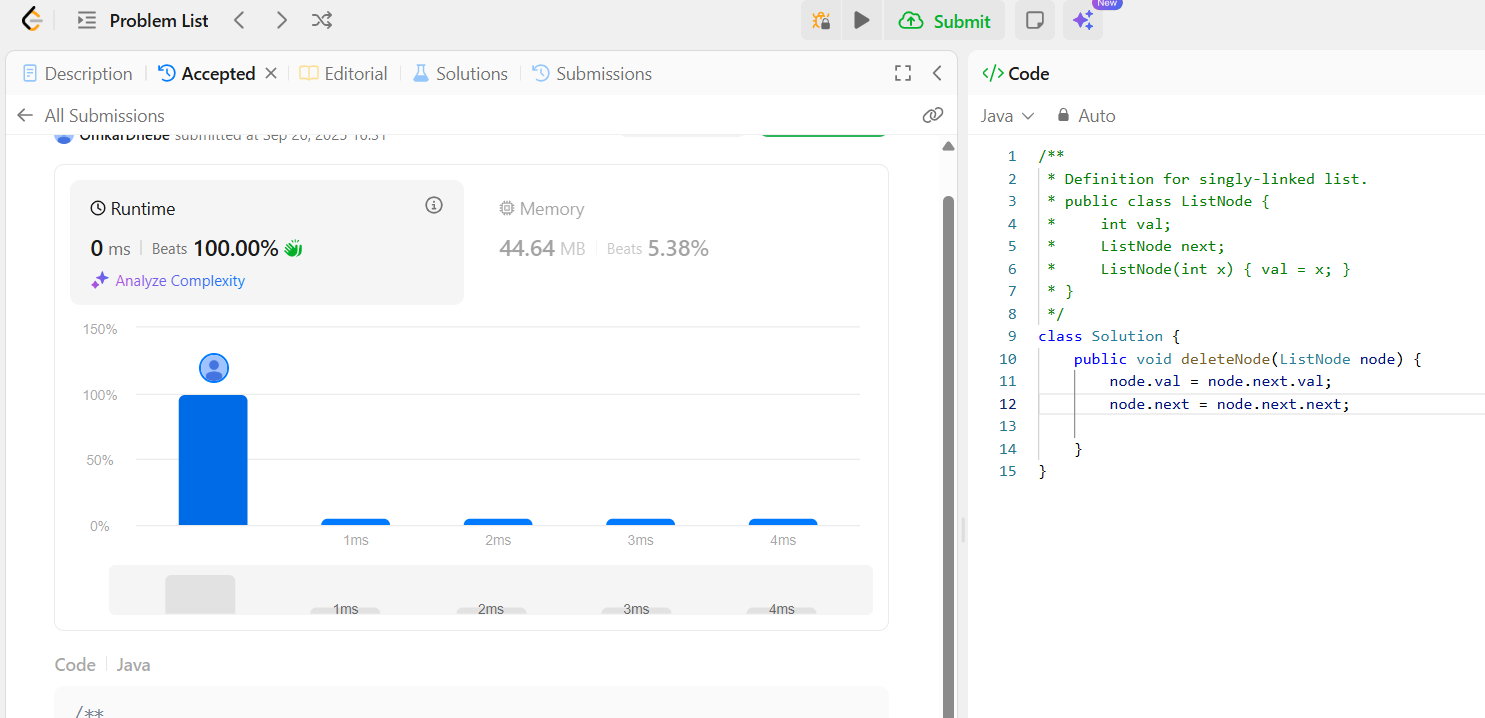 Problem List
Submit
New
Description
Accepted
Editorial
Solutions
Submissions
All Submissions
OmkarDhebe submitted at Sep 26, 2025 16:31
Runtime
0 ms
Beats 100.00%
Analyze Complexity
Memory
44.64 MB
Beats 5.38%
150%
100%
50%
0%
1ms 2ms 3ms 4ms
1ms 2ms 3ms 4ms
Code
Java
/**
Code
Java
Auto
1 /**
2 * Definition for singly-linked list.
3 * public class ListNode {
4 *     int val;
5 *     ListNode next;
6 *     ListNode(int x) { val = x; }
7 * }
8 */
9 class Solution {
10     public void deleteNode(ListNode node) {
11         node.val = node.next.val;
12         node.next = node.next.next;
13
14     }
15 }